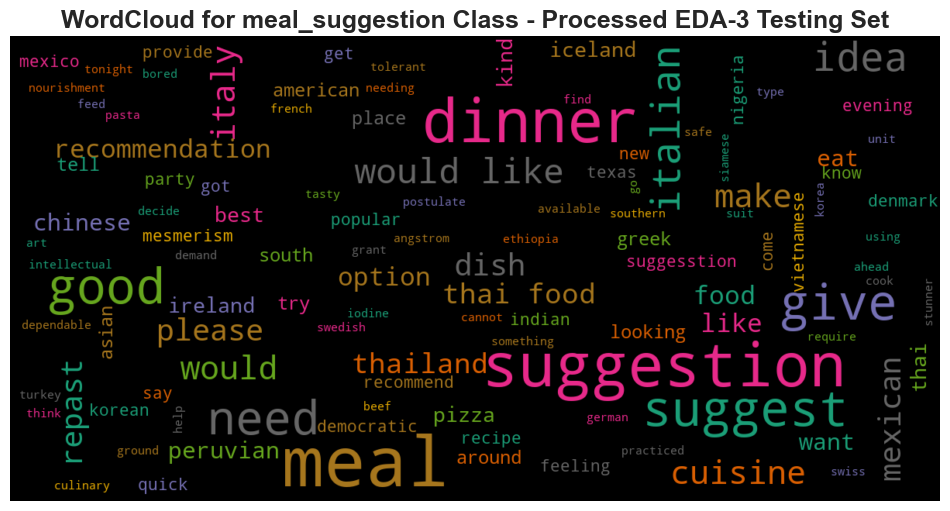 WordCloud for meal_suggestion Class - Processed EDA-3 Testing Set
mexico
tonight
provide
bored
nourishment
feed
pasta
italy
get
tolerant
american
needing
french
kind
iceland
idea
dinner
find
place
italian
safe
nigeria
type
evening
unit
recommendation
tell
would like
new
texas
siamese
eat
know
party
got
tasty
postulate
go
make
korea
denmark
chinese
decide
best
popular
available
southern
suit
vietnamese
using
art
mesmerism
angstrom
ethiopia
greek
come
intellectual
demand
south
grant
dish
suggesstion
ahead
good
option
thai food
food
give
cook
stunner
ireland
try
iodine
cannot
indian
looking
like
require
dependable
asian
please
swedish
something
would
thailand
suggestion
thai
recommend
turkey
repast
say
think
korean
help
need
beef
democratic
pizza
german
suggest
mexican
ground
peruvian
meal
recipe
around
want
culinary
quick
feeling
practiced
cuisine
swiss